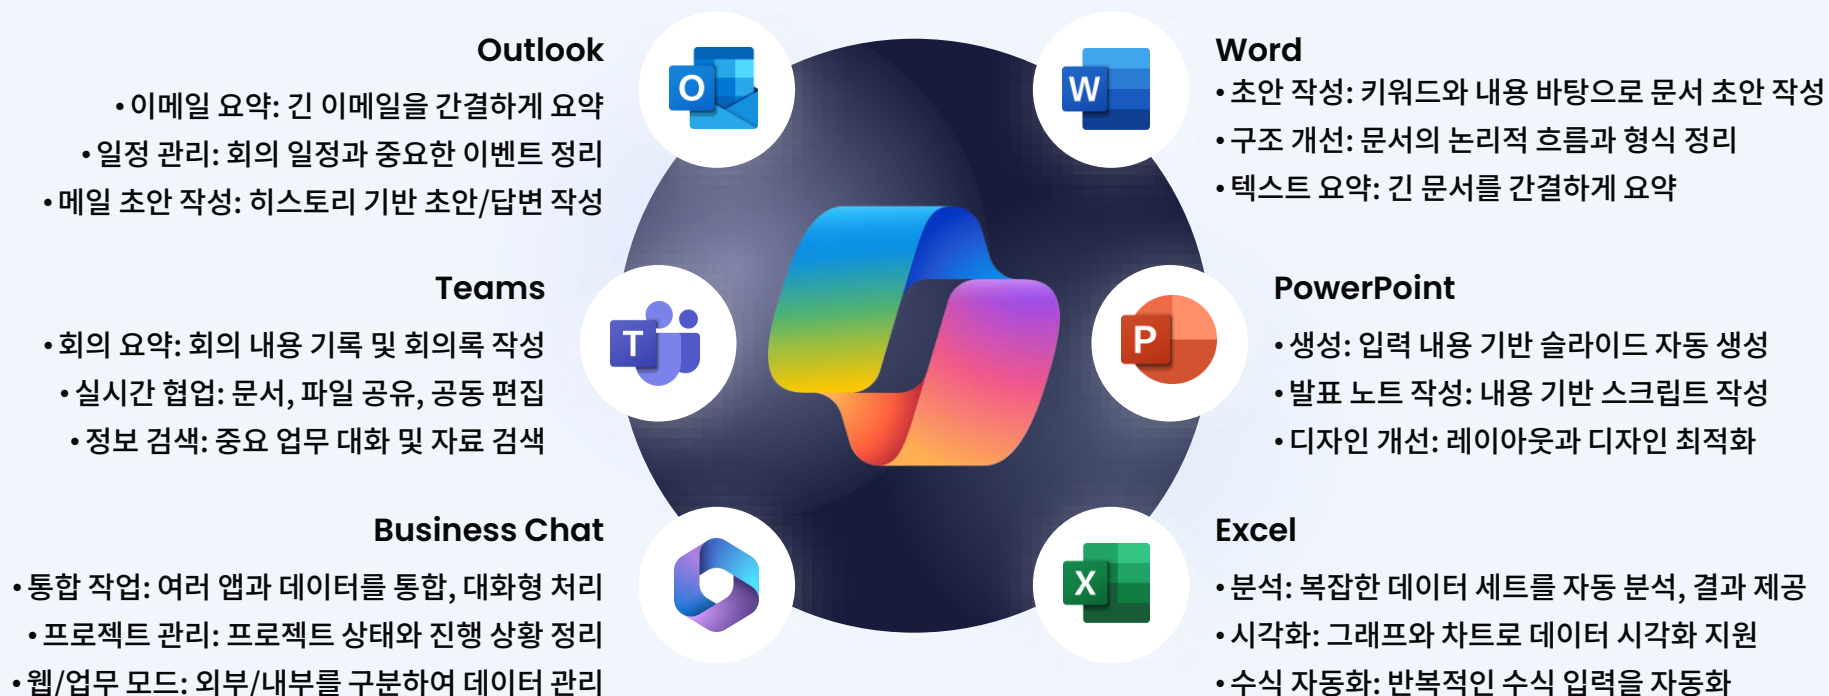 Outlook
• 이메일 요약: 긴 이메일을 간결하게 요약
• 일정 관리: 회의 일정과 중요한 이벤트 정리
• 메일 초안 작성: 히스토리 기반 초안/답변 작성
O
W
Word
• 초안 작성: 키워드와 내용 바탕으로 문서 초안 작성
• 구조 개선: 문서의 논리적 흐름과 형식 정리
• 텍스트 요약: 긴 문서를 간결하게 요약
Teams
• 회의 요약: 회의 내용 기록 및 회의록 작성
• 실시간 협업: 문서, 파일 공유, 공동 편집
• 정보 검색: 중요 업무 대화 및 자료 검색
T
P
PowerPoint
• 생성: 입력 내용 기반 슬라이드 자동 생성
• 발표 노트 작성: 내용 기반 스크립트 작성
• 디자인 개선: 레이아웃과 디자인 최적화
Business Chat
• 통합 작업: 여러 앱과 데이터를 통합, 대화형 처리
• 프로젝트 관리: 프로젝트 상태와 진행 상황 정리
• 웹/업무 모드: 외부/내부를 구분하여 데이터 관리
X
Excel
• 분석: 복잡한 데이터 세트를 자동 분석, 결과 제공
• 시각화: 그래프와 차트로 데이터 시각화 지원
• 수식 자동화: 반복적인 수식 입력을 자동화